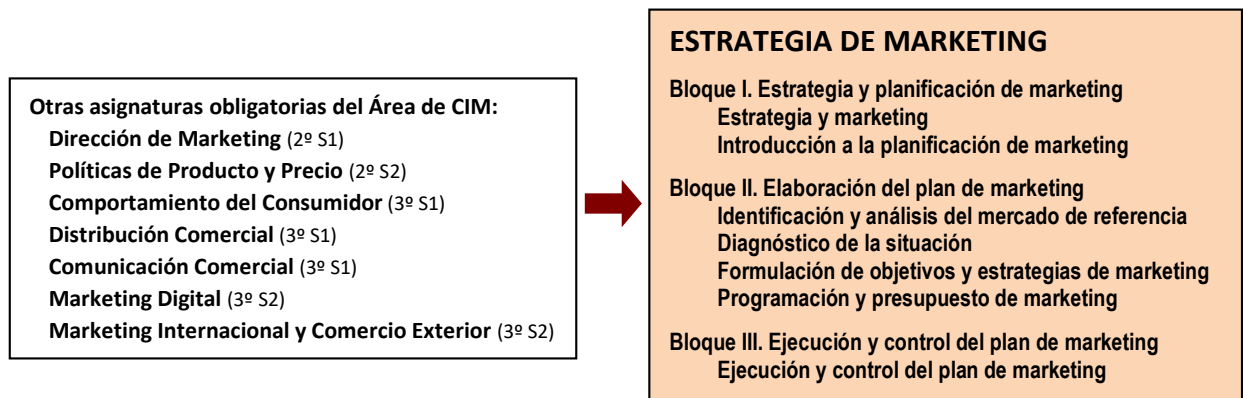 Otras asignaturas obligatorias del Área de CIM:
Dirección de Marketing (2º S1)
Políticas de Producto y Precio (2º S2)
Comportamiento del Consumidor (3º S1)
Distribución Comercial (3º S1)
Comunicación Comercial (3º S1)
Marketing Digital (3º S2)
Marketing Internacional y Comercio Exterior (3º S2)
ESTRATEGIA DE MARKETING
Bloque I. Estrategia y planificación de marketing
Estrategia y marketing
Introducción a la planificación de marketing
Bloque II. Elaboración del plan de marketing
Identificación y análisis del mercado de referencia
Diagnóstico de la situación
Formulación de objetivos y estrategias de marketing
Programación y presupuesto de marketing
Bloque III. Ejecución y control del plan de marketing
Ejecución y control del plan de marketing